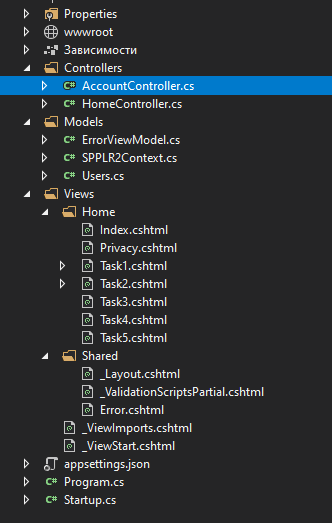 Properties
wwwroot
Зависимости
Controllers
C# AccountController.cs
C# HomeController.cs
Models
C# ErrorViewModel.cs
C# SPPLR2Context.cs
C# Users.cs
Views
Home
Index.cshtml
Privacy.cshtml
Task1.cshtml
Task2.cshtml
Task3.cshtml
Task4.cshtml
Task5.cshtml
Shared
_Layout.cshtml
_ValidationScriptsPartial.cshtml
Error.cshtml
_ViewImports.cshtml
_ViewStart.cshtml
appsettings.json
C# Program.cs
C# Startup.cs